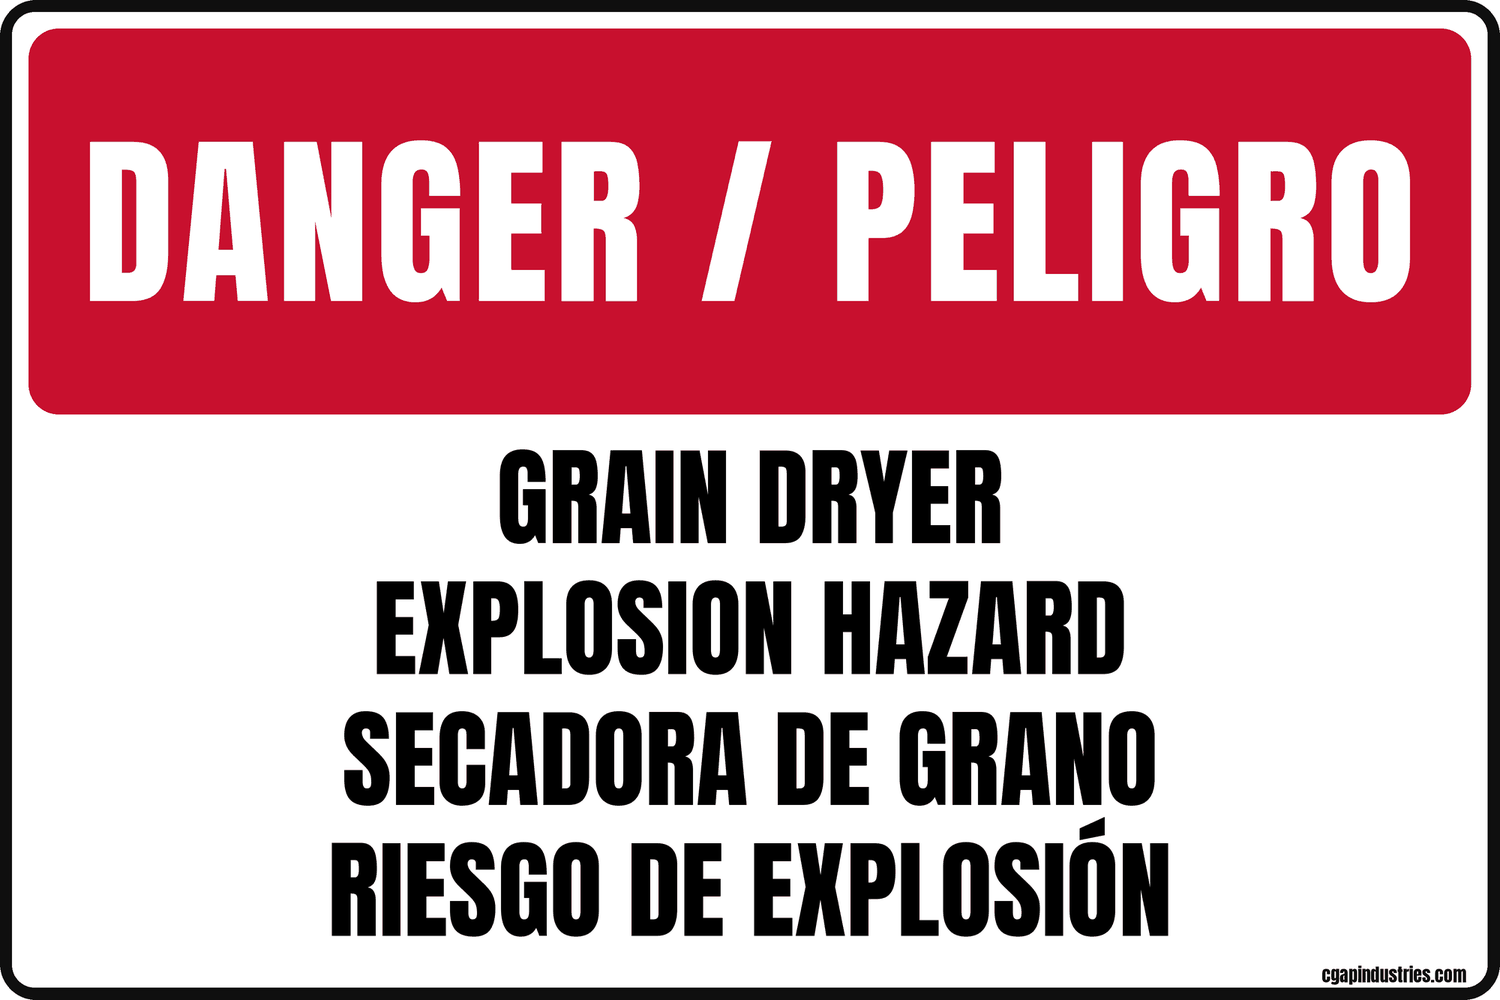 DANGER / PELIGRO
GRAIN DRYER
EXPLOSION HAZARD
SECADORA DE GRANO
RIESGO DE EXPLOSIÓN
cgapindustries.com